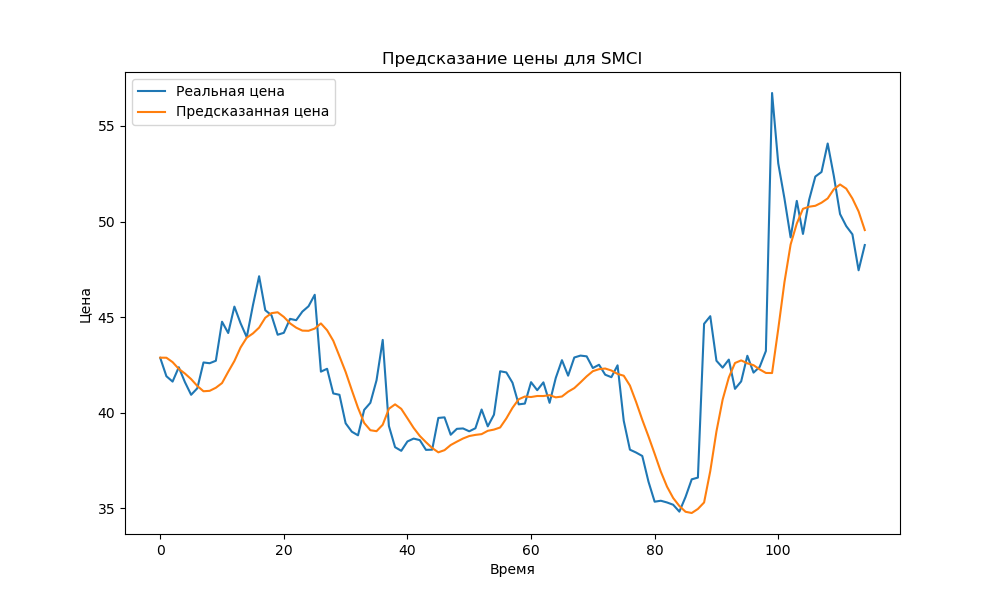 Предсказание цены для SMCI
Реальная цена
Предсказанная цена
55
50
45
40
35
Цена
0 20 40 60 80 100
Время